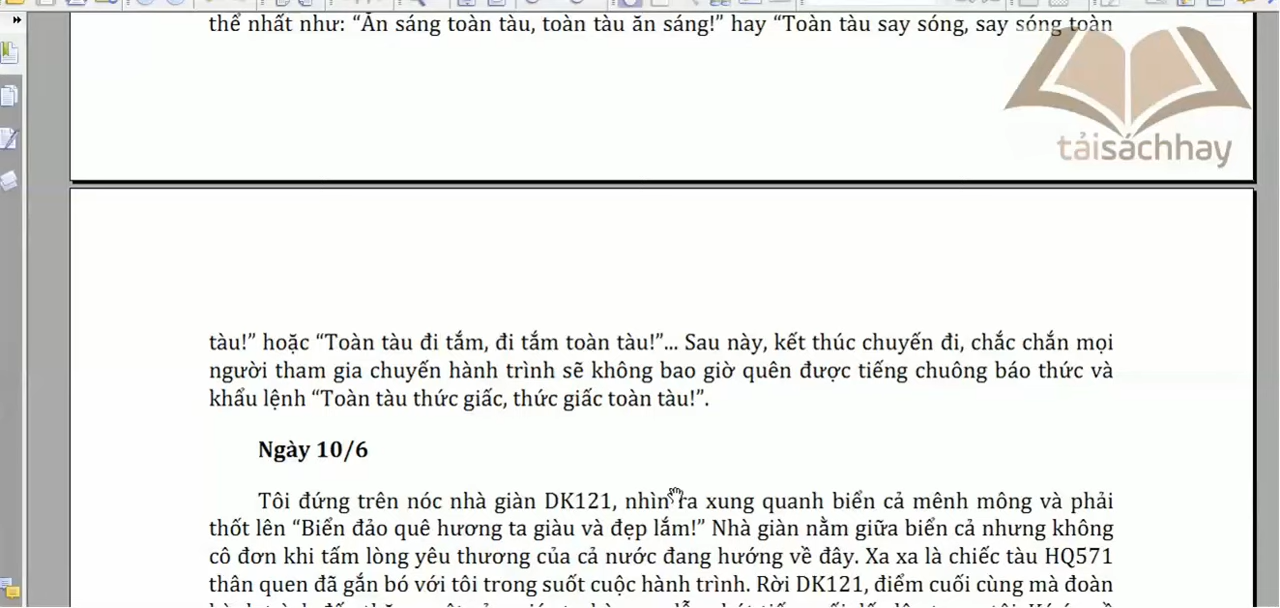 thể nhất như: “Ăn sáng toàn tàu, toàn tàu ăn sáng!” hay “Toàn tàu say sóng, say sóng toàn
tảisáchhay
tàu!” hoặc “Toàn tàu đi tắm, đi tắm toàn tàu!”... Sau này, kết thúc chuyến đi, chắc chắn mọi
người tham gia chuyến hành trình sẽ không bao giờ quên được tiếng chuông báo thức và
khẩu lệnh “Toàn tàu thức giấc, thức giấc toàn tàu!”.
Ngày 10/6
Tôi đứng trên nóc nhà giàn DK121, nhìn ra xung quanh biển cả mênh mông và phải
thốt lên “Biển đảo quê hương ta giàu và đẹp lắm!” Nhà giàn nằm giữa biển cả nhưng không
cô đơn khi tấm lòng yêu thương của cả nước đang hướng về đây. Xa xa là chiếc tàu HQ571
thân quen đã gắn bó với tôi trong suốt cuộc hành trình. Rời DK121, điểm cuối cùng mà đoàn